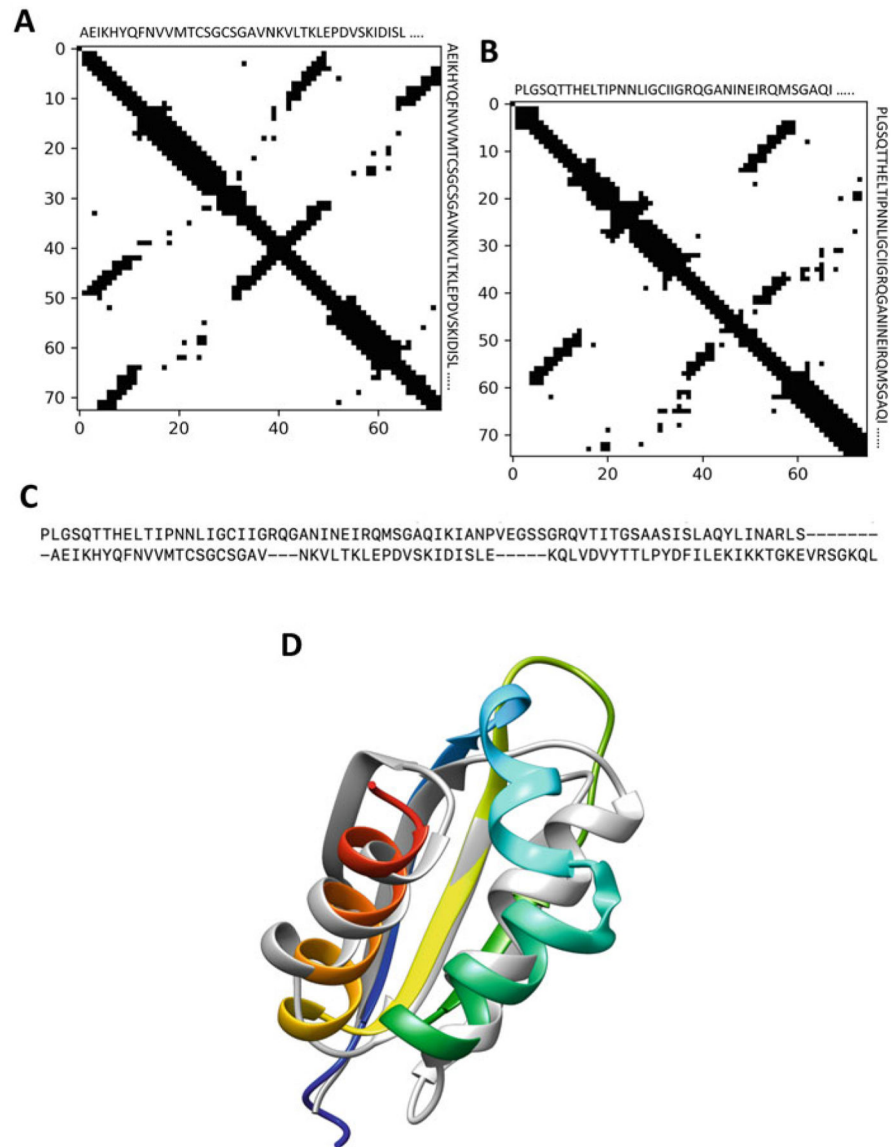 A
AEIKHYQFNVVMTCSGCSGAVNKVLTKLEPDVSKIDISL ....
AEIKHYQFNVVMTCSGCSGAVNKVLTKLEPDVSKIDISL .....
0
10
20
30
40
50
60
70
0
20
40
60
B
PLGSQTTHELTIPNNLIGCIIGRQGANINEIRQMSGAQI .....
PLGSQTTHELTIPNNLIGCIIGRQGANINEIRQMSGAQI .....
0
10
20
30
40
50
60
70
0
20
40
60
C
PLGSQTTHELTIPNNLIGCIIGRQGANINEIRQMSGAQIKIANPVEGSSGRQVTITGSAASISLAQYLINARLS-------
-AEIKHYQFNVVMTCSGCSGAV---NKVLTKLEPDVSKIDISLE-----KQLVDVYTTLPYDFILEKIKKTGKEVRSGKQL
D